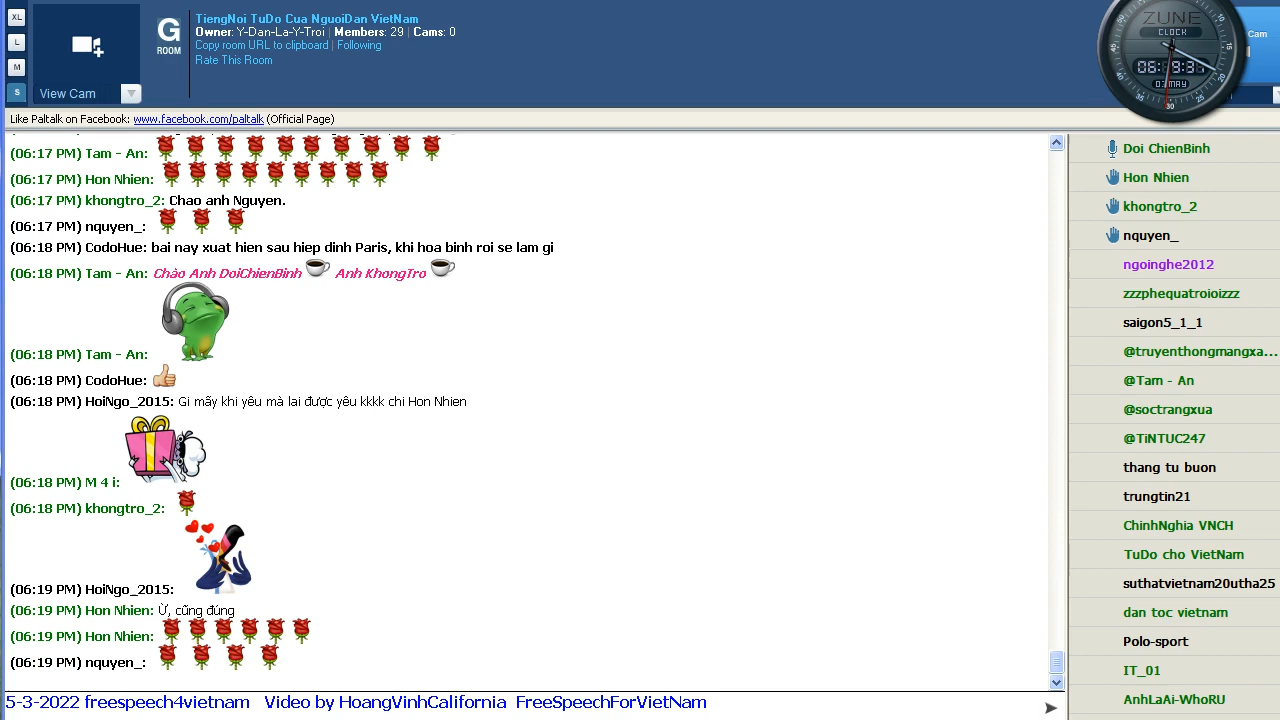 XL
L
M
S
View Cam
G
ROOM
TiengNoi TuDo Cua NguoiDan VietNam
Owner: Y-Dan-La-Y-Troi | Members: 29 | Cams: 0
Copy room URL to clipboard | Following
Rate This Room
ZUNE
CLOCK
03 MAY
Cam
Like Paltalk on Facebook: www.facebook.com/paltalk (Official Page)
(06:17 PM) Tam - An:
(06:17 PM) Hon Nhien:
(06:17 PM) khongtro_2: Chao anh Nguyen.
(06:17 PM) nquyen_:
(06:18 PM) CodoHue: bai nay xuat hien sau hiep dinh Paris, khi hoa binh roi se lam gi
(06:18 PM) Tam - An: Chào Anh DoiChienBinh Anh KhongTro
(06:18 PM) Tam - An:
(06:18 PM) CodoHue:
(06:18 PM) HoiNgo_2015: Gi mãy khi yêu mà lai được yêu kkkk chi Hon Nhien
(06:18 PM) M 4 i:
(06:18 PM) khongtro_2:
(06:19 PM) HoiNgo_2015:
(06:19 PM) Hon Nhien: Ừ, cũng đúng
(06:19 PM) Hon Nhien:
(06:19 PM) nquyen_:
Doi ChienBinh
Hon Nhien
khongtro_2
nquyen_
ngoinghe2012
zzzphequatroioizzz
saigon5_1_1
@truyenthongmangxa...
@Tam - An
@soctrangxua
@TiNTUC247
thang tu buon
trungtin21
ChinhNghia VNCH
TuDo cho VietNam
suthatvietnam20utha25
dan toc vietnam
Polo-sport
IT_01
AnhLaAi-WhoRU
5-3-2022 freespeech4vietnam Video by HoangVinhCalifornia FreeSpeechForVietNam